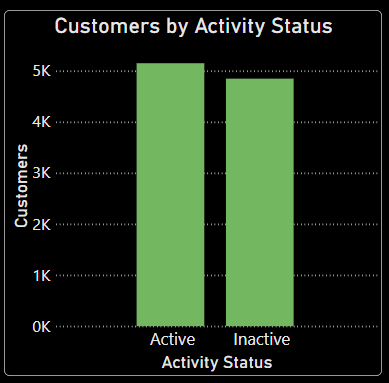 Customers by Activity Status
5K
4K
3K
2K
1K
0K
Customers
Active Inactive
Activity Status